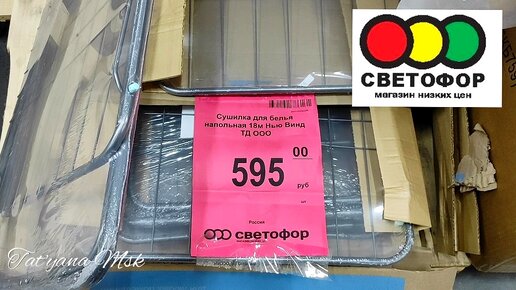 Сушилка для белья
напольная 18м Нью Винд
ТД ООО
595
00
руб
шт
Россия
СВЕТОФОР
СВЕТОФОР
магазин низких цен
Tat'yana Msk